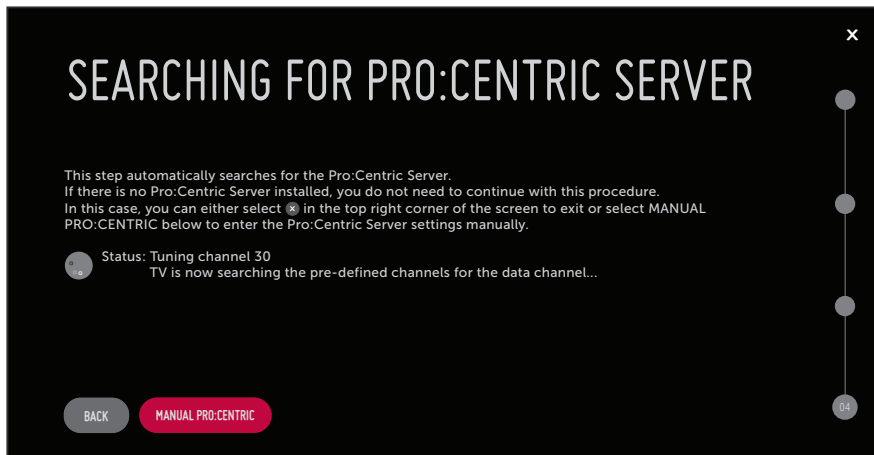 X
SEARCHING FOR PRO:CENTRIC SERVER
This step automatically searches for the Pro:Centric Server.
If there is no Pro:Centric Server installed, you do not need to continue with this procedure.
In this case, you can either select x in the top right corner of the screen to exit or select MANUAL
PRO:CENTRIC below to enter the Pro:Centric Server settings manually.
Status: Tuning channel 30
TV is now searching the pre-defined channels for the data channel...
BACK
MANUAL PRO:CENTRIC
04